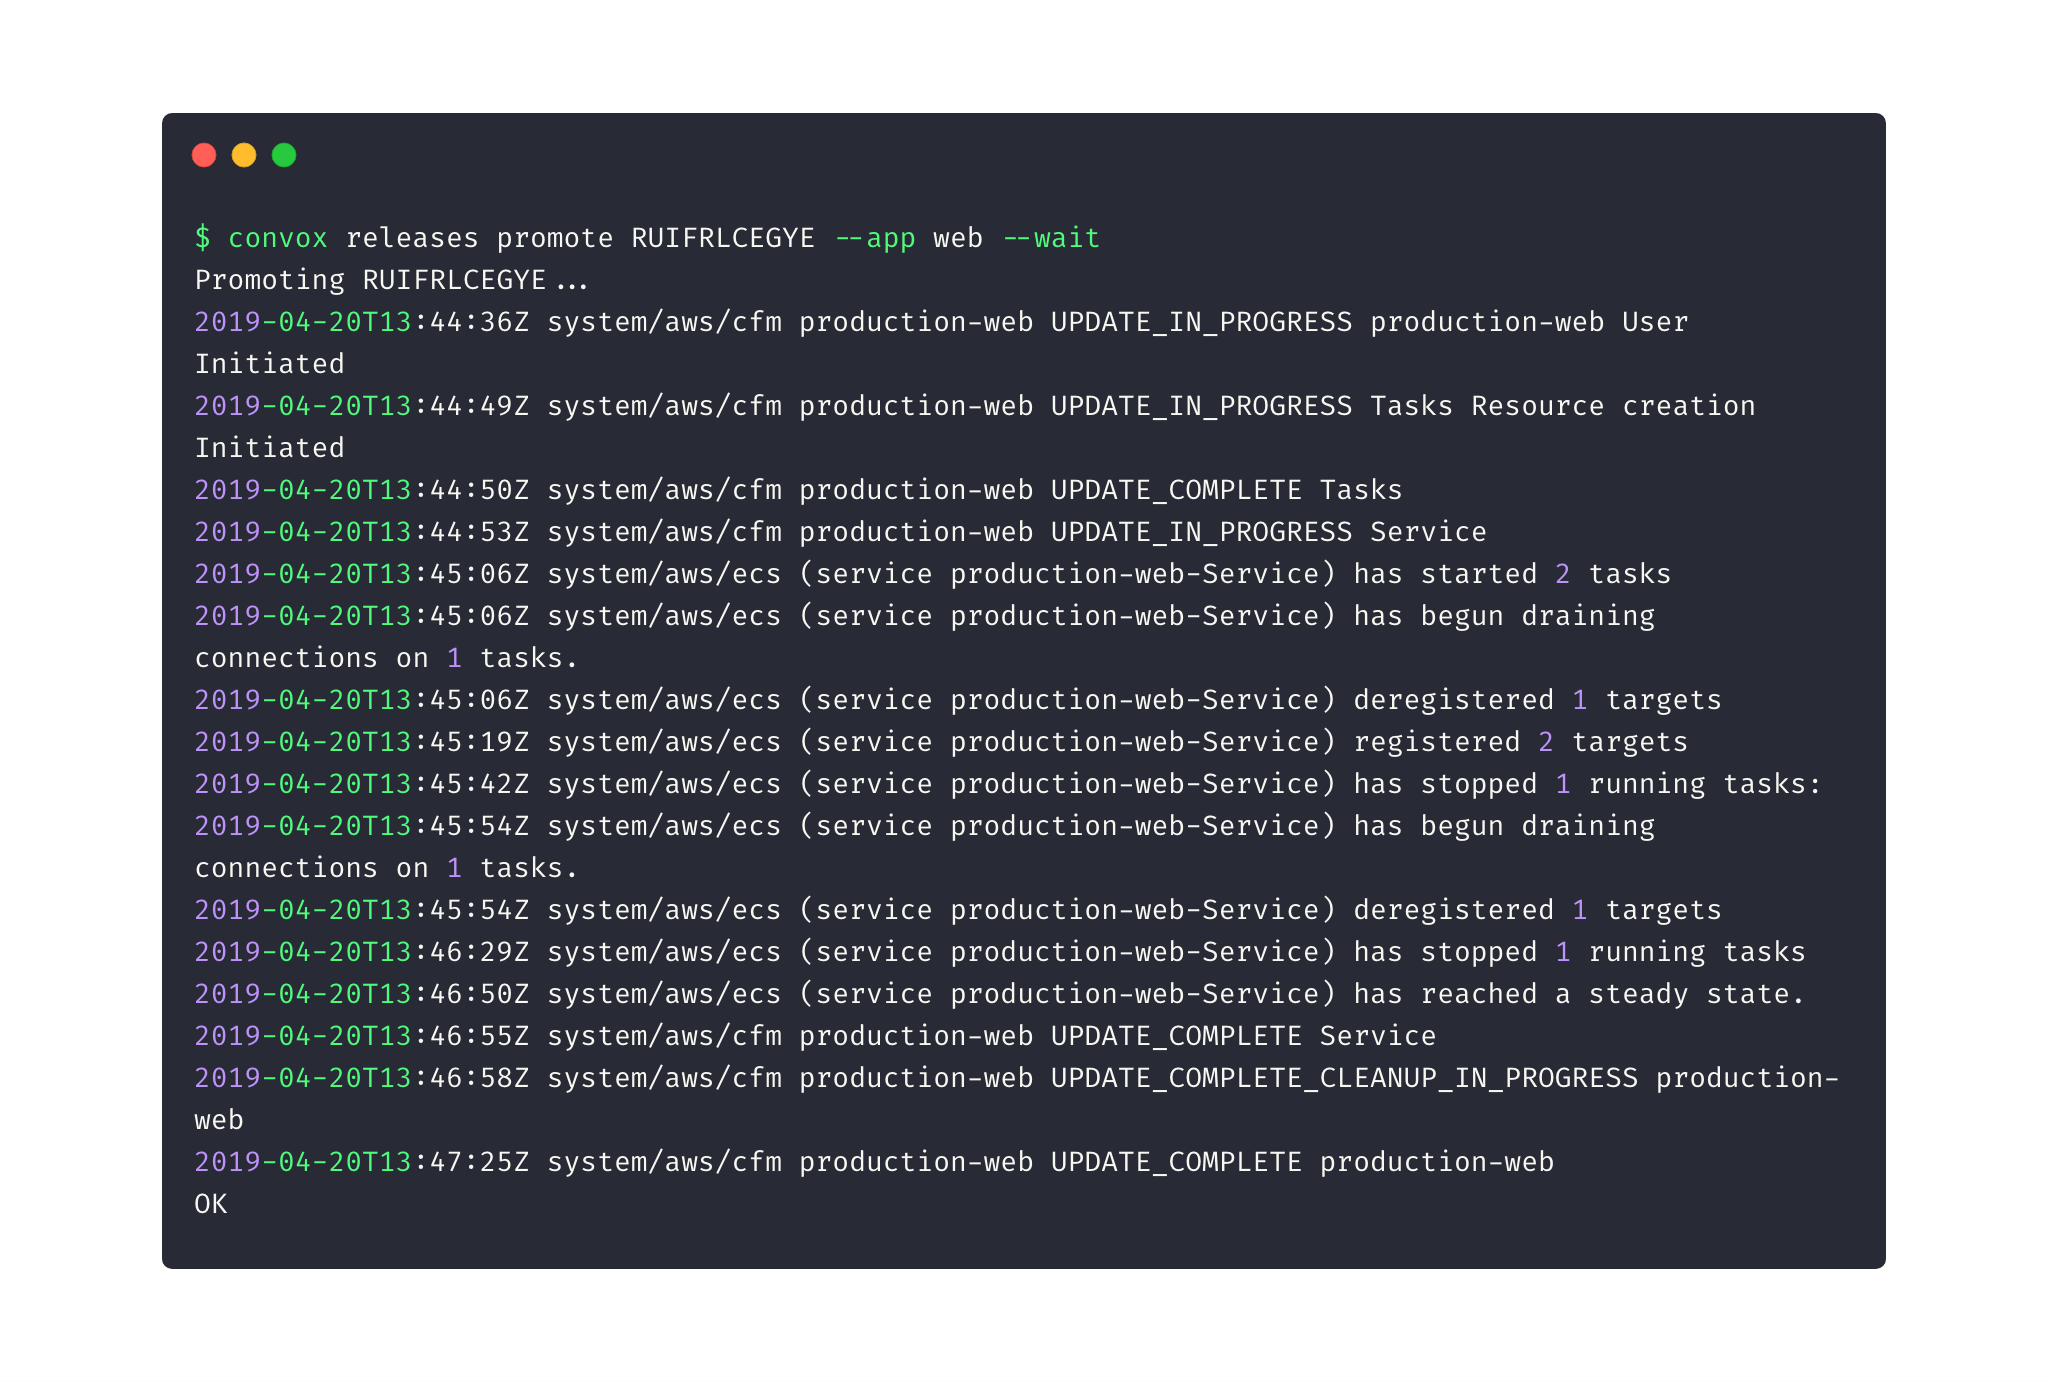 $ convox releases promote RUIFRLCEGYE --app web --wait
Promoting RUIFRLCEGYE...
2019-04-20T13:44:36Z system/aws/cfm production-web UPDATE_IN_PROGRESS production-web User
Initiated
2019-04-20T13:44:49Z system/aws/cfm production-web UPDATE_IN_PROGRESS Tasks Resource creation
Initiated
2019-04-20T13:44:50Z system/aws/cfm production-web UPDATE_COMPLETE Tasks
2019-04-20T13:44:53Z system/aws/cfm production-web UPDATE_IN_PROGRESS Service
2019-04-20T13:45:06Z system/aws/ecs (service production-web-Service) has started 2 tasks
2019-04-20T13:45:06Z system/aws/ecs (service production-web-Service) has begun draining
connections on 1 tasks.
2019-04-20T13:45:06Z system/aws/ecs (service production-web-Service) deregistered 1 targets
2019-04-20T13:45:19Z system/aws/ecs (service production-web-Service) registered 2 targets
2019-04-20T13:45:42Z system/aws/ecs (service production-web-Service) has stopped 1 running tasks:
2019-04-20T13:45:54Z system/aws/ecs (service production-web-Service) has begun draining
connections on 1 tasks.
2019-04-20T13:45:54Z system/aws/ecs (service production-web-Service) deregistered 1 targets
2019-04-20T13:46:29Z system/aws/ecs (service production-web-Service) has stopped 1 running tasks
2019-04-20T13:46:50Z system/aws/ecs (service production-web-Service) has reached a steady state.
2019-04-20T13:46:55Z system/aws/cfm production-web UPDATE_COMPLETE Service
2019-04-20T13:46:58Z system/aws/cfm production-web UPDATE_COMPLETE_CLEANUP_IN_PROGRESS production-
web
2019-04-20T13:47:25Z system/aws/cfm production-web UPDATE_COMPLETE production-web
OK